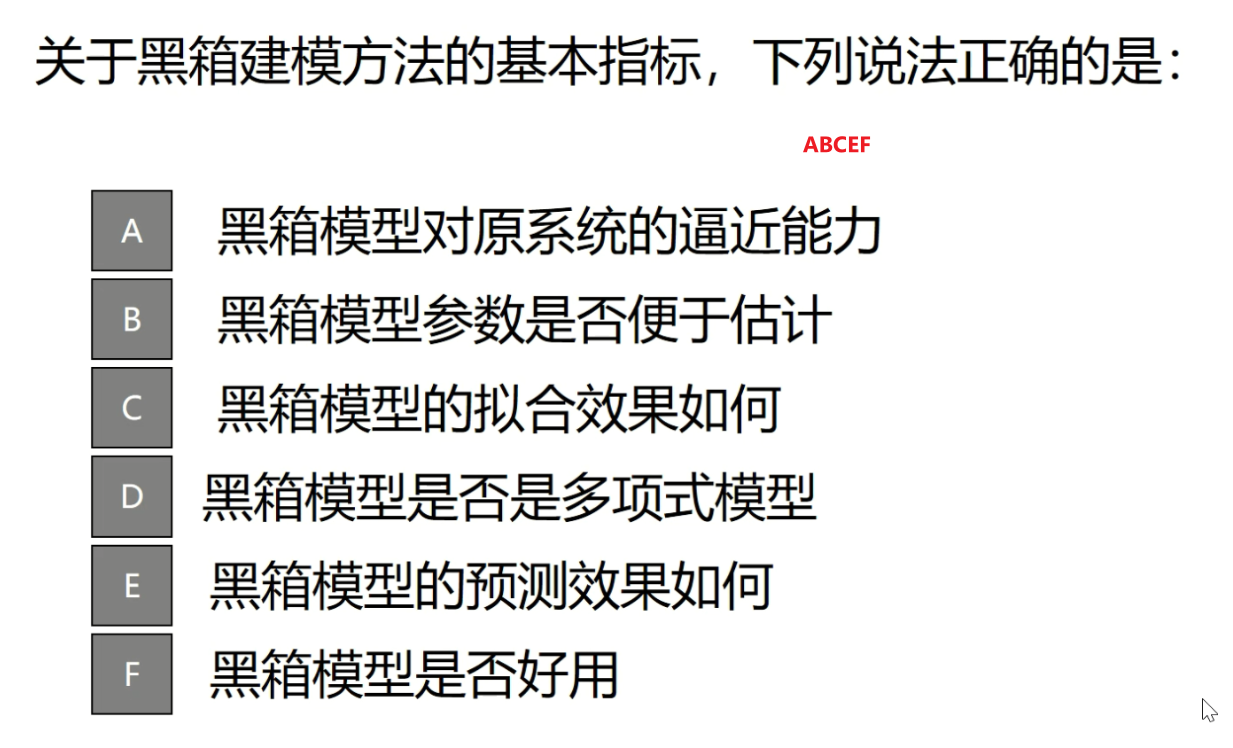 关于黑箱建模方法的基本指标，下列说法正确的是：
ABCEF
A 黑箱模型对原系统的逼近能力
B 黑箱模型参数是否便于估计
C 黑箱模型的拟合效果如何
D 黑箱模型是否是多项式模型
E 黑箱模型的预测效果如何
F 黑箱模型是否好用